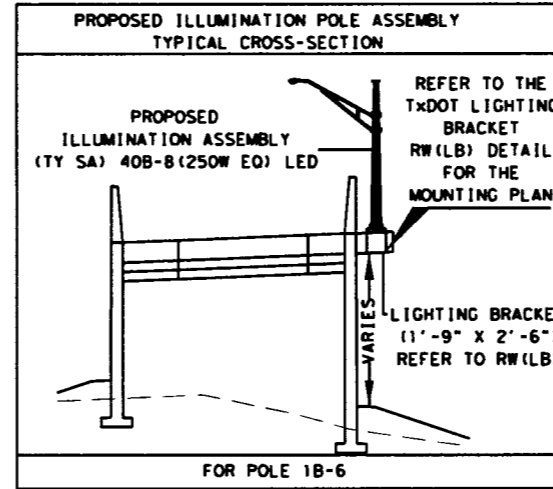 PROPOSED ILLUMINATION POLE ASSEMBLY
TYPICAL CROSS-SECTION
PROPOSED
ILLUMINATION ASSEMBLY
(TY SA) 40B-8(250W EQ) LED
REFER TO THE
TxDOT LIGHTING
BRACKET
RW(LB) DETAIL
FOR THE
MOUNTING PLAN
VARIES
LIGHTING BRACKE
(1'-9" X 2'-6"
REFER TO RW(LB
FOR POLE 1B-6